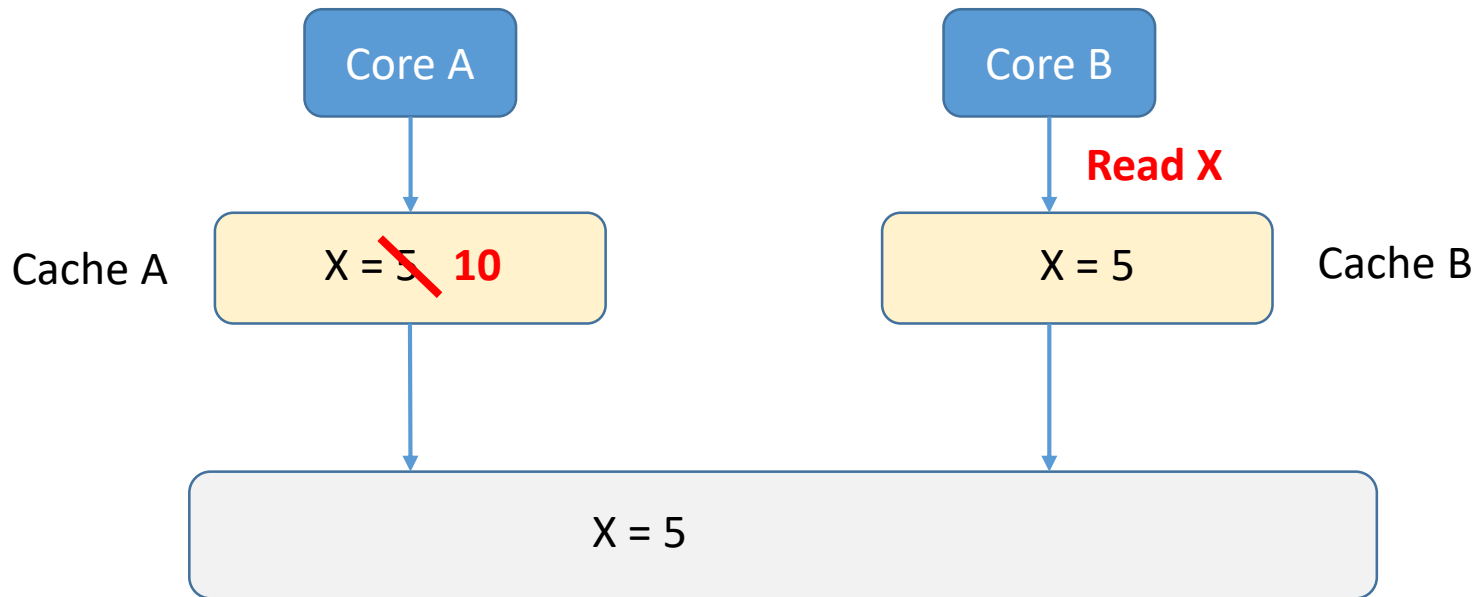 Core A
Core B
Read X
Cache A
X = 5 10
X = 5
Cache B
X = 5